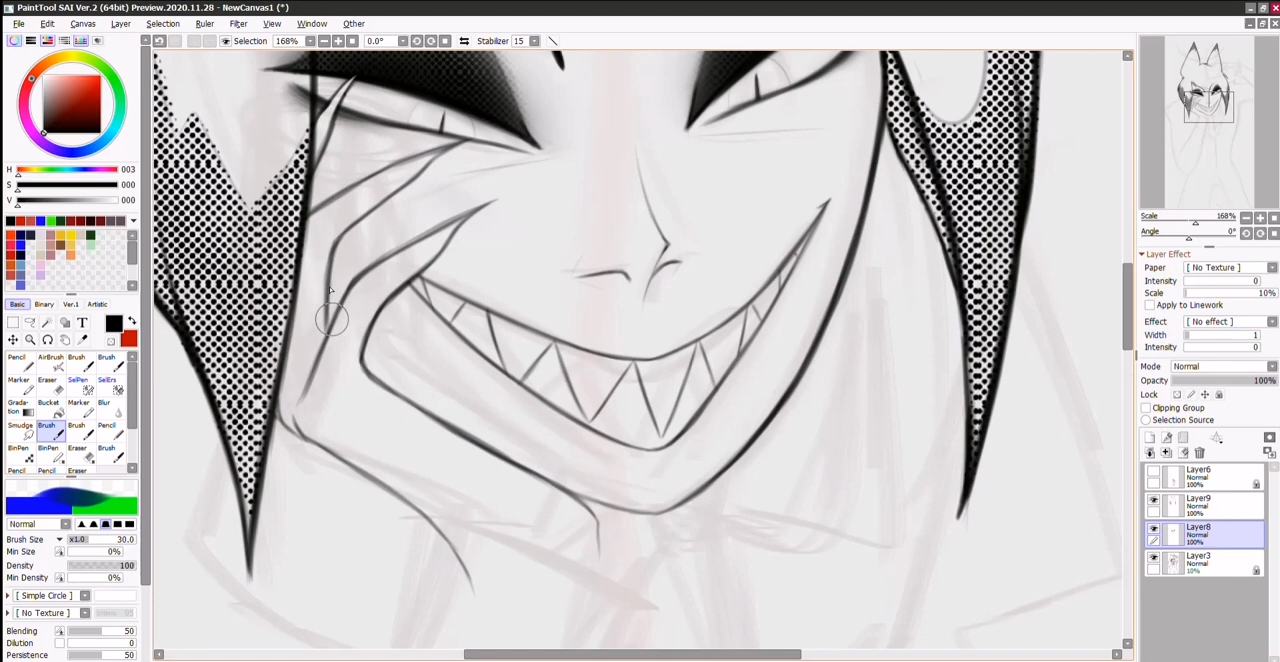 PaintTool SAI Ver.2 (64bit) Preview.2020.11.28 - NewCanvas1 (*)
File Edit Canvas Layer Selection Ruler Filter View Window Other
Selection 168% 0.0° Stabilizer 15
H 003
S 000
V 000
Basic Binary Ver.1 Artistic
T
Pencil AirBrush Brush Brush
Marker Eraser SelPen SelErs
Grada-
tion Bucket Marker Blur
Smudge Brush Brush Pencil
BinPen BinPen Eraser Brush
Pencil Pencil Eraser
Normal
Brush Size x1.0 30.0
Min Size 0%
Density 100
Min Density 0%
[ Simple Circle ]
[ No Texture ]
Blending 50
Dilution 0
Persistence 50
Scale 168%
Angle 0°
Layer Effect
Paper [ No Texture ]
Intensity 0
Scale 10%
Apply to Linework
Effect [ No effect ]
Width 1
Intensity 0
Mode Normal
Opacity 100%
Lock
Clipping Group
Selection Source
Layer6
Normal
100%
Layer9
Normal
100%
Layer8
Normal
100%
Layer3
Normal
10%